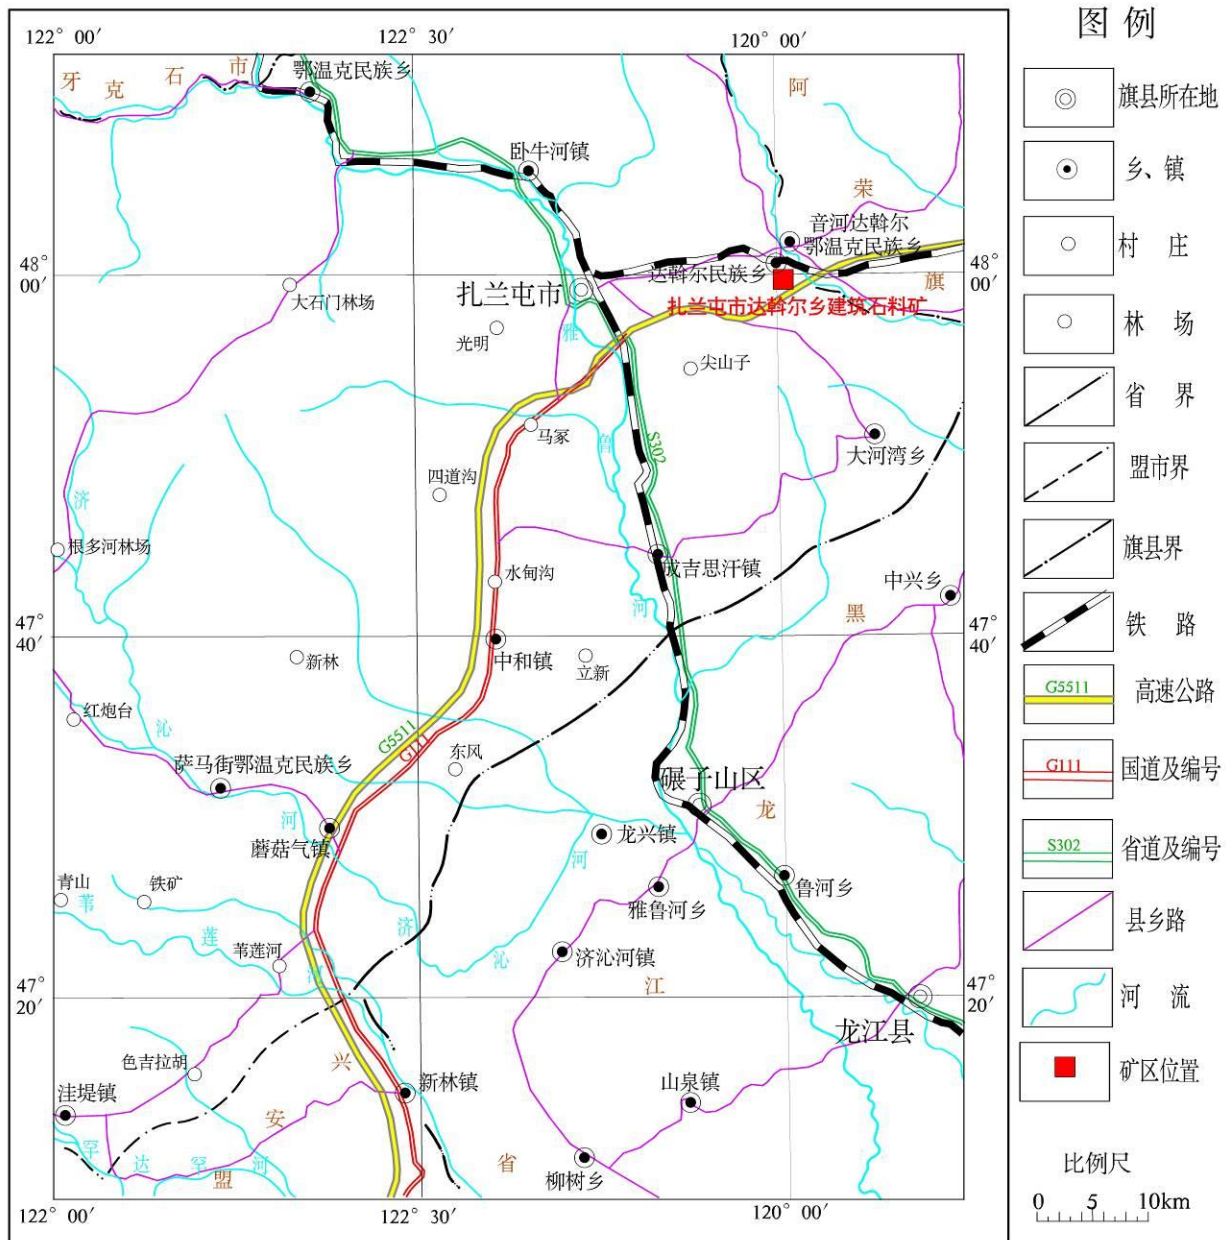 122° 00′
122° 30′
120° 00′
图 例
牙克石市
鄂温克民族乡
阿荣旗
卧牛河镇
音河达斡尔
鄂温克民族乡
达斡尔民族乡
48°
00′
48°
00′
扎兰屯市
扎兰屯市达斡尔乡建筑石料矿
大石门林场
光明
雅鲁河
尖山子
马冢
S302
大河湾乡
四道沟
济沁河
根多河林场
水甸沟
成吉思汗镇
中兴乡
47°
40′
47°
40′
新林
中和镇
立新
黑龙江省
红炮台
G5511
G111
东风
萨马街鄂温克民族乡
碾子山区
蘑菇气镇
龙兴镇
青山
铁矿
雅鲁河乡
鲁河乡
苇莲河
苇莲河
济沁河
济沁河镇
47°
20′
47°
20′
龙江县
色吉拉胡
兴安盟
新林镇
山泉镇
洼堤镇
罕达罕河
柳树乡
122° 00′
122° 30′
120° 00′
旗县所在地
乡、镇
村 庄
林 场
省 界
盟市界
旗县界
铁 路
G5511
高速公路
G111
国道及编号
S302
省道及编号
县乡路
河 流
矿区位置
比例尺
0 5 10km